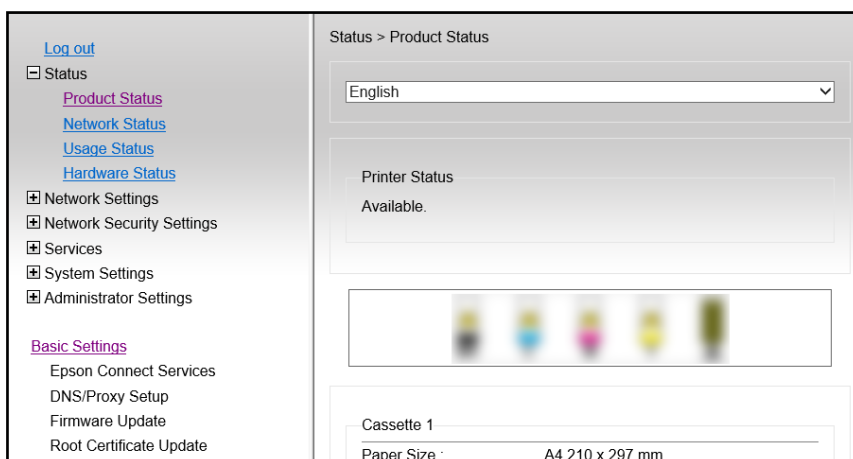 Log out
Status
Product Status
Network Status
Usage Status
Hardware Status
Network Settings
Network Security Settings
Services
System Settings
Administrator Settings
Basic Settings
Epson Connect Services
DNS/Proxy Setup
Firmware Update
Root Certificate Update
Status > Product Status
English
Printer Status
Available.
Cassette 1
Paper Size : A4 210 x 297 mm